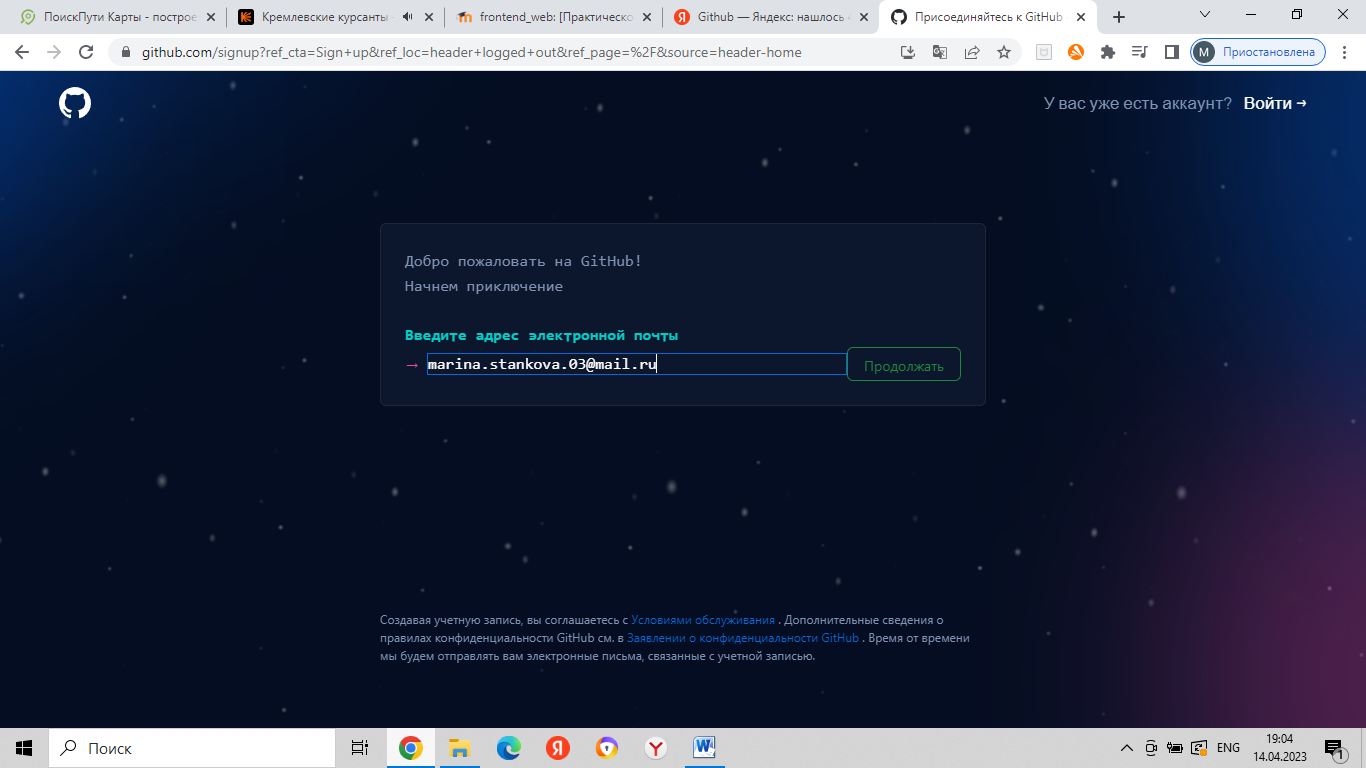 ПоискПути Карты - построе
Кремлевские курсанты
frontend_web: [Практическо
Github — Яндекс: нашлось
Присоединяйтесь к GitHub
github.com/signup?ref_cta=Sign+up&ref_loc=header+logged+out&ref_page=%2F&source=header-home
M
Приостановлена
У вас уже есть аккаунт? Войти →
Добро пожаловать на GitHub!
Начнем приключение
Введите адрес электронной почты
→ marina.stankova.03@mail.ru
Продолжать
Создавая учетную запись, вы соглашаетесь с Условиями обслуживания . Дополнительные сведения о
правилах конфиденциальности GitHub см. в Заявлении о конфиденциальности GitHub . Время от времени
мы будем отправлять вам электронные письма, связанные с учетной записью.
Поиск
ENG
19:04
14.04.2023
1